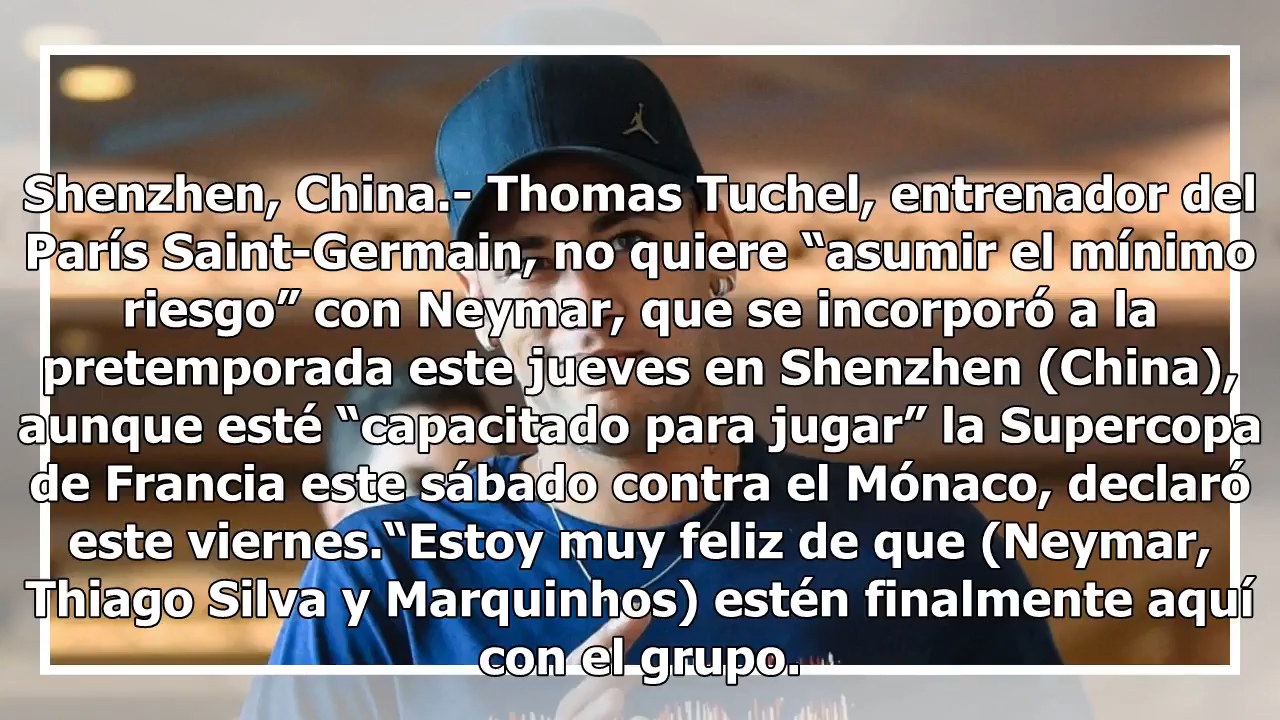 Shenzhen, China.- Thomas Tuchel, entrenador del
París Saint-Germain, no quiere “asumir el mínimo
riesgo” con Neymar, que se incorporó a la
pretemporada este jueves en Shenzhen (China),
aunque esté “capacitado para jugar” la Supercopa
de Francia este sábado contra el Mónaco, declaró
este viernes.“Estoy muy feliz de que (Neymar,
Thiago Silva y Marquinhos) estén finalmente aquí
con el grupo.